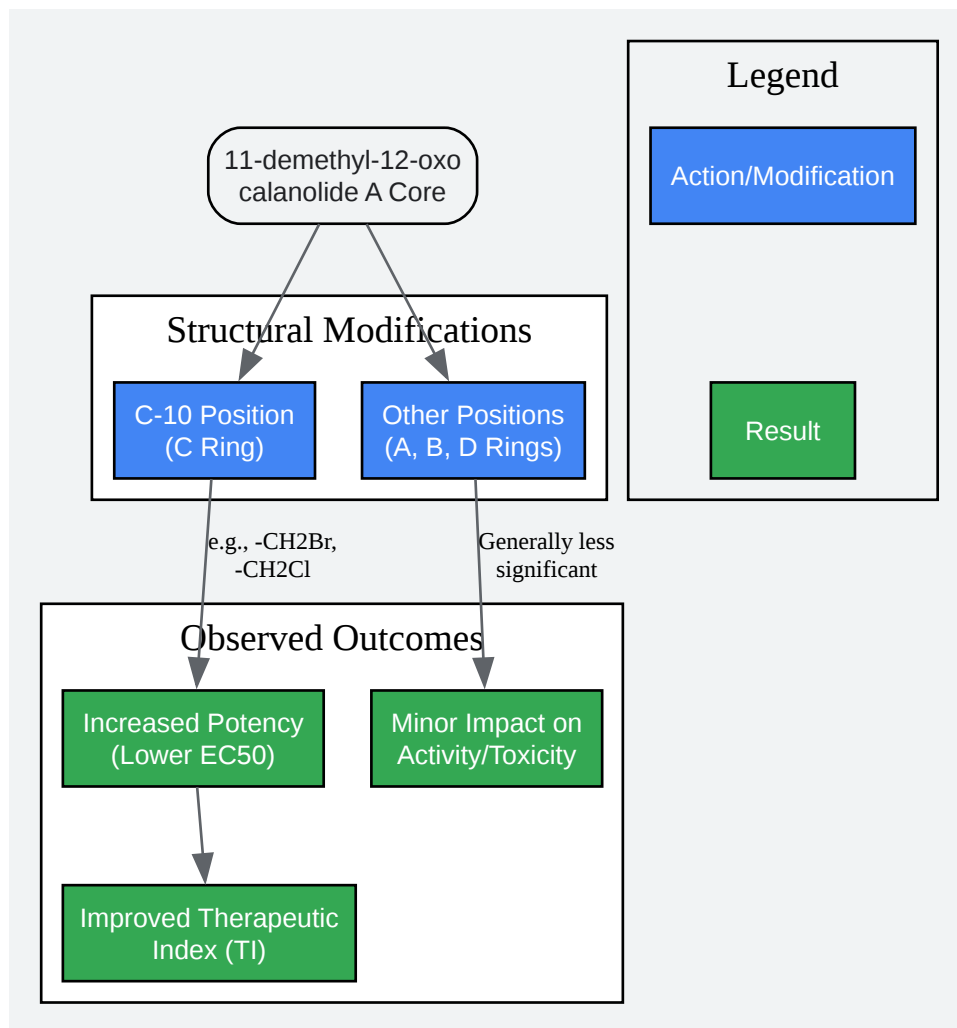 Legend
Action/Modification
Result
11-demethyl-12-oxo
calanolide A Core
Structural Modifications
C-10 Position
(C Ring)
Other Positions
(A, B, D Rings)
e.g., -CH2Br,
-CH2Cl
Generally less
significant
Observed Outcomes
Increased Potency
(Lower EC50)
Minor Impact on
Activity/Toxicity
Improved Therapeutic
Index (TI)